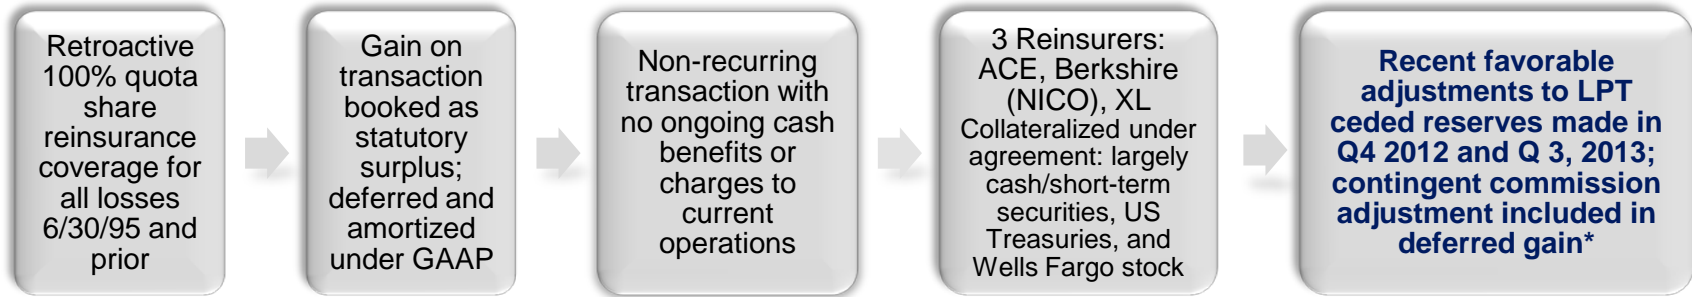 Retroactive
100% quota
share
reinsurance
coverage for
all losses
6/30/95 and
prior
Gain on
transaction
booked as
statutory
surplus;
deferred and
amortized
under GAAP
Non-recurring
transaction with
no ongoing cash
benefits or
charges to
current
operations
3 Reinsurers:
ACE, Berkshire
(NICO), XL
Collateralized under
agreement: largely
cash/short-term
securities, US
Treasuries, and
Wells Fargo stock
Recent favorable
adjustments to LPT
ceded reserves made in
Q4 2012 and Q 3, 2013;
contingent commission
adjustment included in
deferred gain*